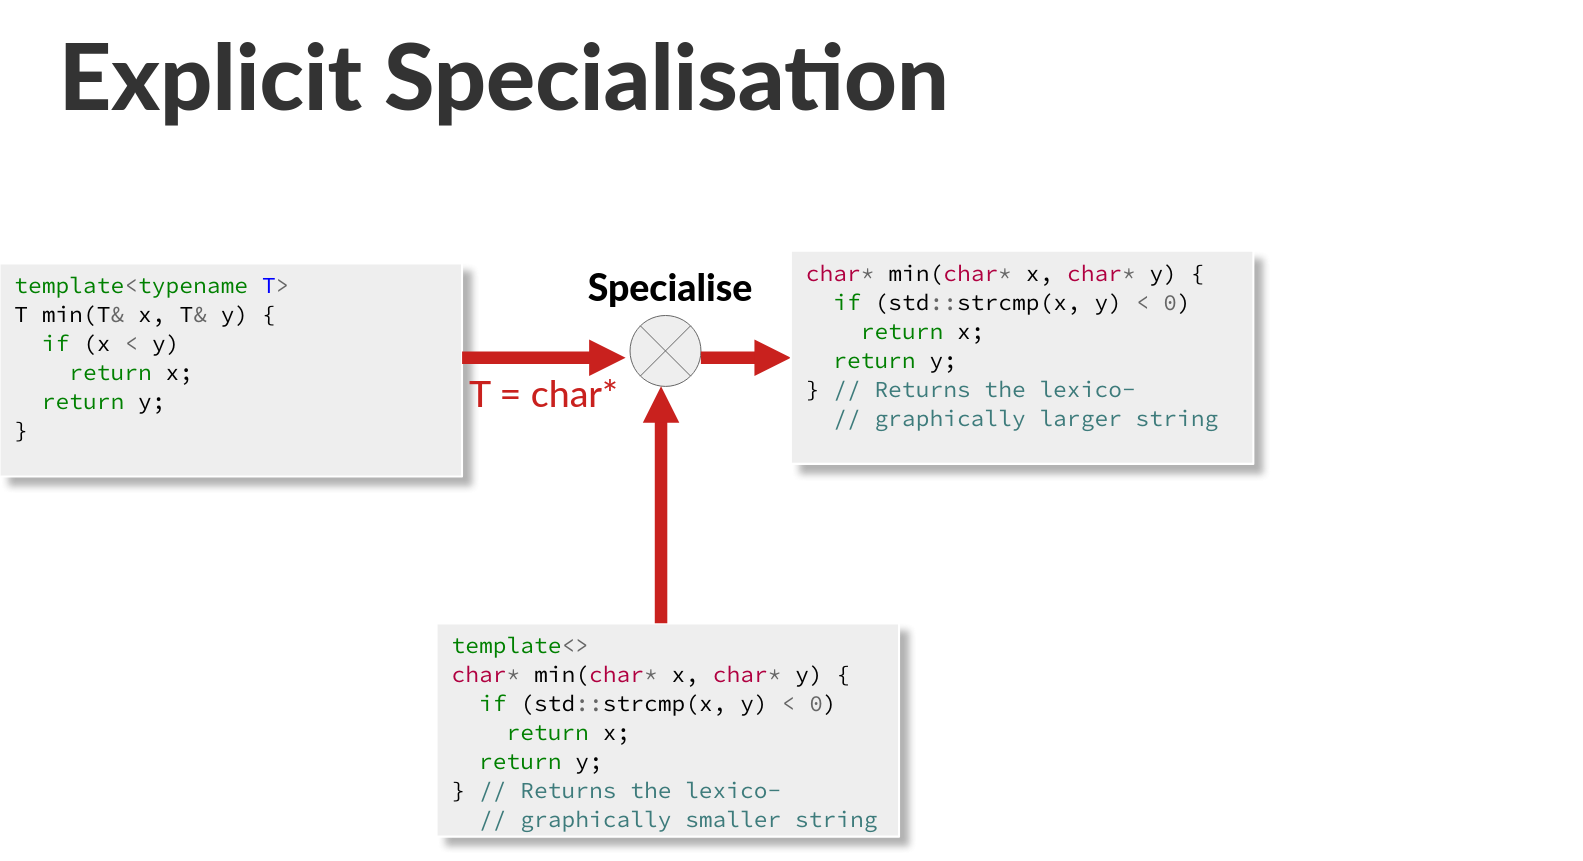 Explicit Specialisation
template<typename T>
T min(T& x, T& y) {
  if (x < y)
    return x;
  return y;
}
Specialise
T = char*
char* min(char* x, char* y) {
  if (std::strcmp(x, y) < 0)
    return x;
  return y;
} // Returns the lexico-
  // graphically larger string
template<>
char* min(char* x, char* y) {
  if (std::strcmp(x, y) < 0)
    return x;
  return y;
} // Returns the lexico-
  // graphically smaller string